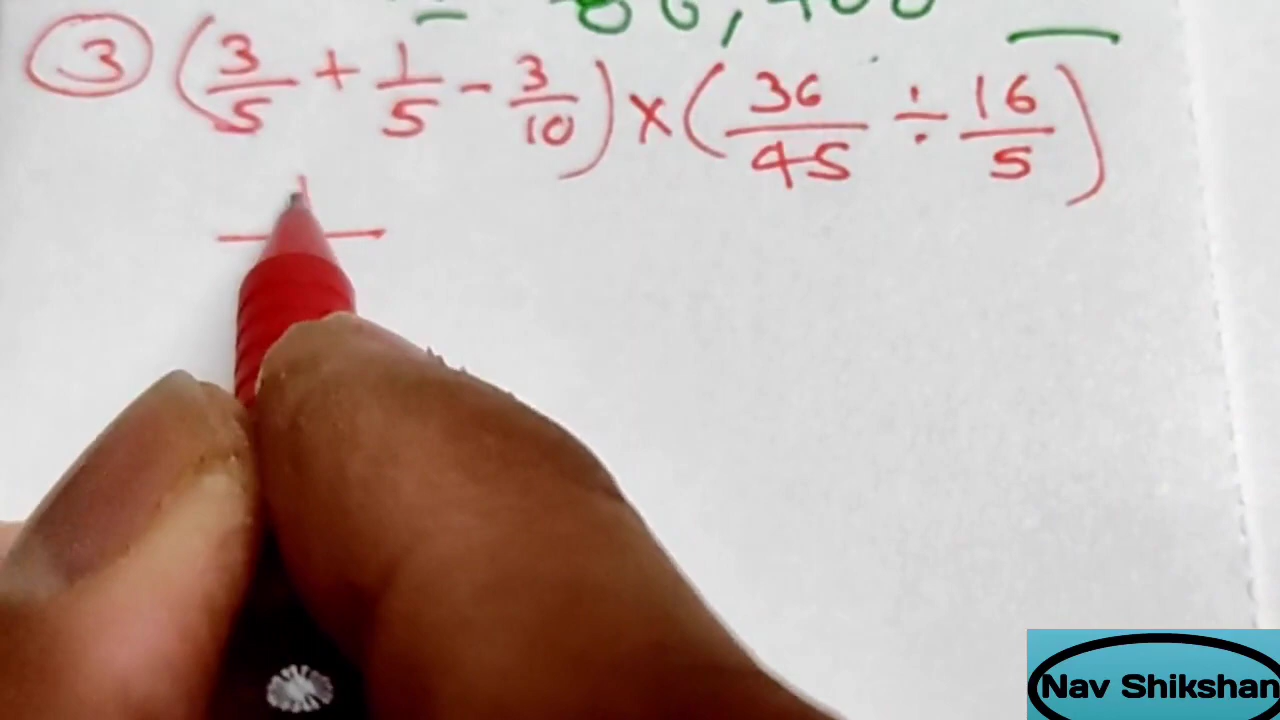 ③ (3/5 + 1/5 - 3/10) × (36/45 ÷ 16/5)
Nav Shikshan